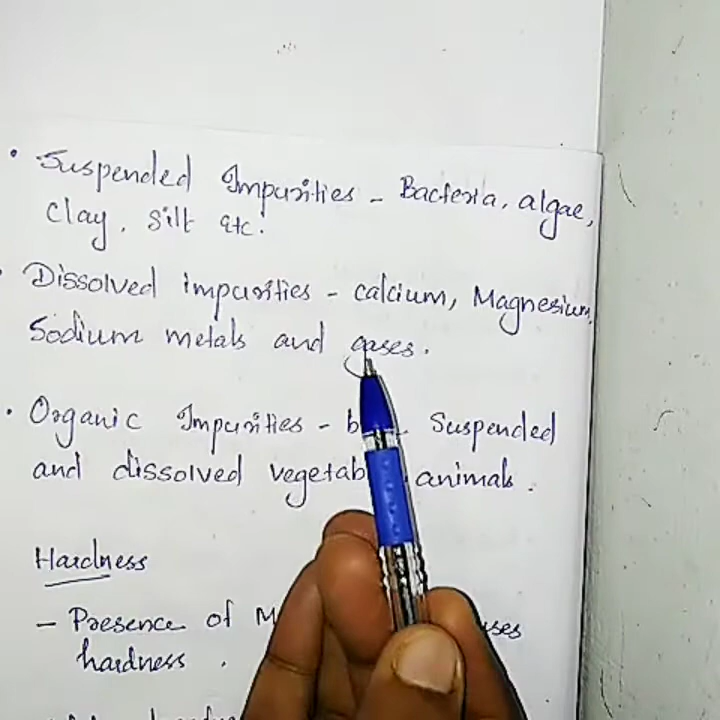 • Suspended Impurities - Bacteria, algae,
clay, silt etc.
• Dissolved impurities - calcium, Magnesium,
Sodium metals and gases.
• Organic Impurities - Suspended
and dissolved animals.
Hardness
- Presence of
hardness.